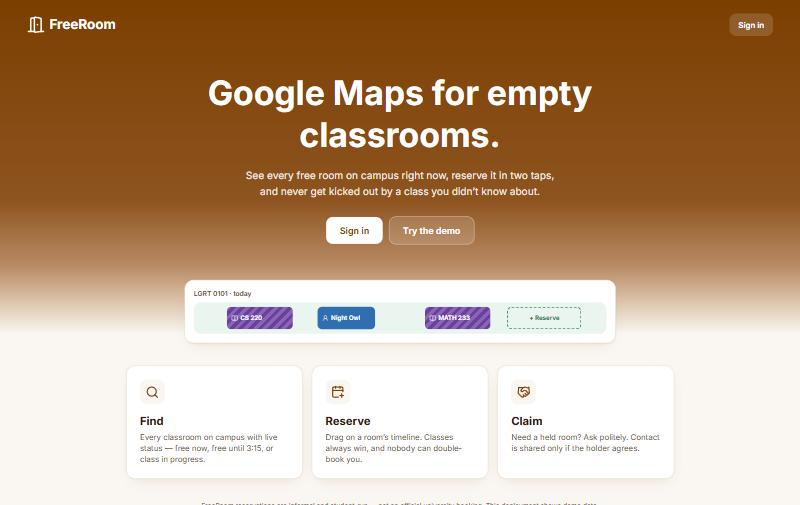 FreeRoom
Sign in
Google Maps for empty
classrooms.
See every free room on campus right now, reserve it in two taps,
and never get kicked out by a class you didn't know about.
Sign in
Try the demo
LGRT 0101 · today
CS 220
Night Owl
MATH 233
+ Reserve
Find
Every classroom on campus with live
status — free now, free until 3:15, or
class in progress.
Reserve
Drag on a room's timeline. Classes
always win, and nobody can double-
book you.
Claim
Need a held room? Ask politely. Contact
is shared only if the holder agrees.